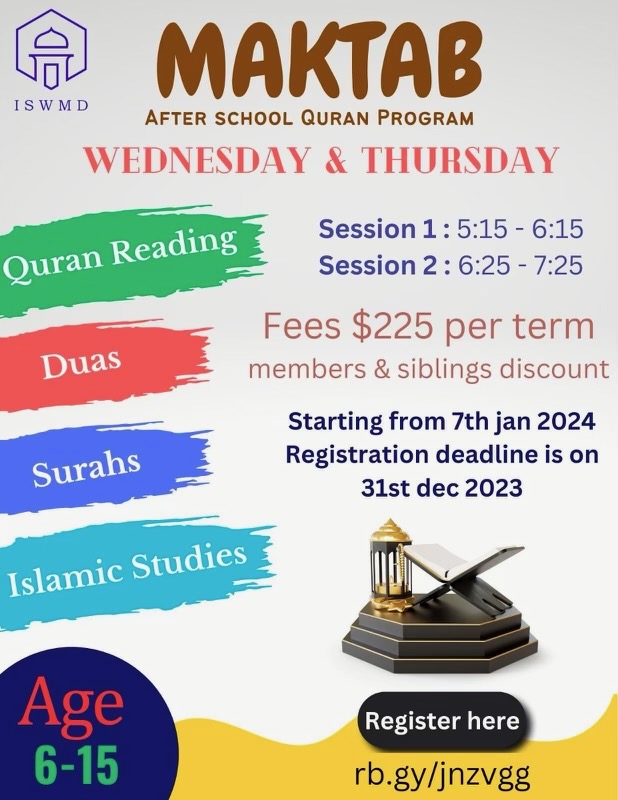 ISWMD
MAKTAB
AFTER SCHOOL QURAN PROGRAM
WEDNESDAY & THURSDAY
Quran Reading
Duas
Surahs
Islamic Studies
Session 1 : 5:15 - 6:15
Session 2 : 6:25 - 7:25
Fees $225 per term
members & siblings discount
Starting from 7th jan 2024
Registration deadline is on
31st dec 2023
Age
6-15
Register here
rb.gy/jnzvgg